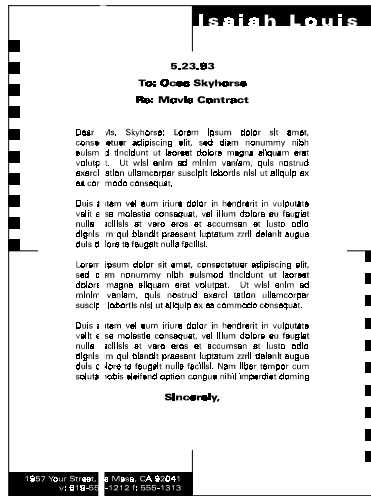 Isaiah Louis
5.23.93
To: Ocea Skyhorse
Re: Movie Contract
Dear Ms. Skyhorse: Lorem ipsum dolor sit amet,
consectetuer adipiscing elit, sed diam nonummy nibh
euismod tincidunt ut laoreet dolore magna aliquam erat
volutpat. Ut wisi enim ad minim veniam, quis nostrud
exerci tation ullamcorper suscipit lobortis nisl ut aliquip ex
ea commodo consequat.
Duis autem vel eum iriure dolor in hendrerit in vulputate
velit esse molestie consequat, vel illum dolore eu feugiat
nulla facilisis at vero eros et accumsan et iusto odio
dignissim qui blandit praesent luptatum zzril delenit augue
duis dolore te feugait nulla facilisi.
Lorem ipsum dolor sit amet, consectetuer adipiscing elit,
sed diam nonummy nibh euismod tincidunt ut laoreet
dolore magna aliquam erat volutpat. Ut wisi enim ad
minim veniam, quis nostrud exerci tation ullamcorper
suscipit lobortis nisl ut aliquip ex ea commodo consequat.
Duis autem vel eum iriure dolor in hendrerit in vulputate
velit esse molestie consequat, vel illum dolore eu feugiat
nulla facilisis at vero eros et accumsan et iusto odio
dignissim qui blandit praesent luptatum zzril delenit augue
duis dolore te feugait nulla facilisi. Nam liber tempor cum
soluta nobis eleifend option congue nihil imperdiet doming
Sincerely,
1957 Your Street, La Mesa, CA 92041
v: 619-555-1212 f: 555-1313